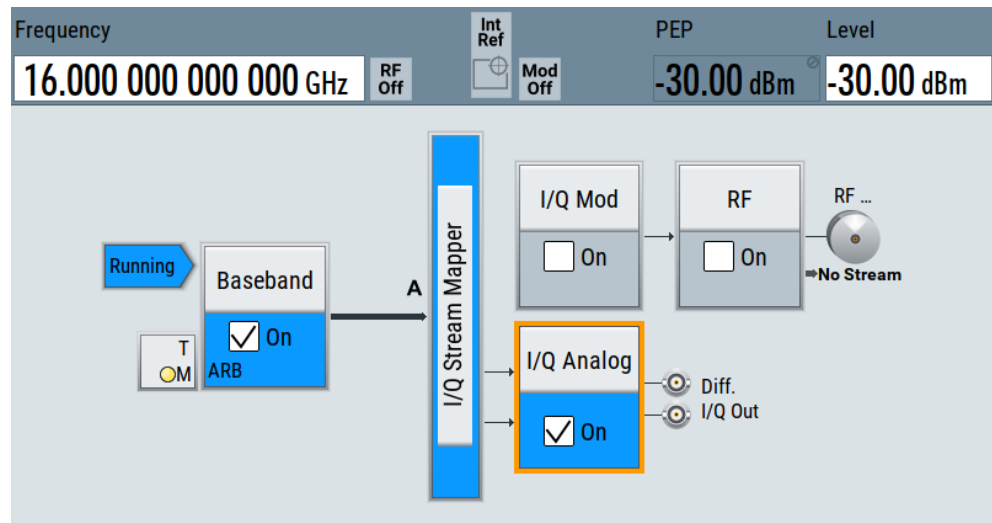 Frequency
Int
Ref
PEP
Level
16.000 000 000 000 GHz
RF
Off
Mod
Off
-30.00 dBm
-30.00 dBm
I/Q Mod
On
RF
On
RF ...
No Stream
Running
Baseband
On
ARB
T
M
A
I/Q Stream Mapper
I/Q Analog
On
Diff.
I/Q Out